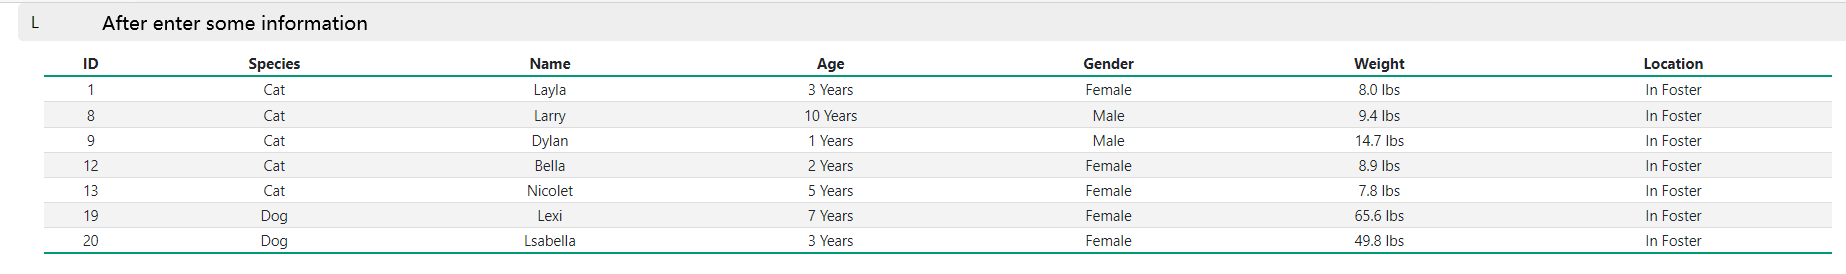 L After enter some information
ID Species Name Age Gender Weight Location
1 Cat Layla 3 Years Female 8.0 lbs In Foster
8 Cat Larry 10 Years Male 9.4 lbs In Foster
9 Cat Dylan 1 Years Male 14.7 lbs In Foster
12 Cat Bella 2 Years Female 8.9 lbs In Foster
13 Cat Nicolet 5 Years Female 7.8 lbs In Foster
19 Dog Lexi 7 Years Female 65.6 lbs In Foster
20 Dog Lsabella 3 Years Female 49.8 lbs In Foster